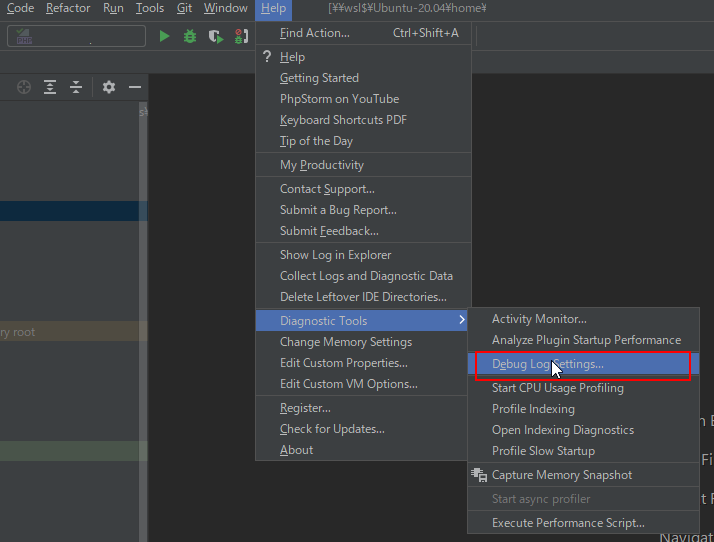 Code Refactor Run Tools Git Window Help [¥¥wsl$¥Ubuntu-20.04¥home¥
PHP
Find Action... Ctrl+Shift+A
? Help
Getting Started
PhpStorm on YouTube
Keyboard Shortcuts PDF
Tip of the Day
My Productivity
Contact Support...
Submit a Bug Report...
Submit Feedback...
Show Log in Explorer
Collect Logs and Diagnostic Data
Delete Leftover IDE Directories...
Diagnostic Tools
Change Memory Settings
Edit Custom Properties...
Edit Custom VM Options...
Register...
Check for Updates...
About
Activity Monitor...
Analyze Plugin Startup Performance
Debug Log Settings...
Start CPU Usage Profiling
Profile Indexing
Open Indexing Diagnostics
Profile Slow Startup
Capture Memory Snapshot
Start async profiler
Execute Performance Script...
ry root
Navigat